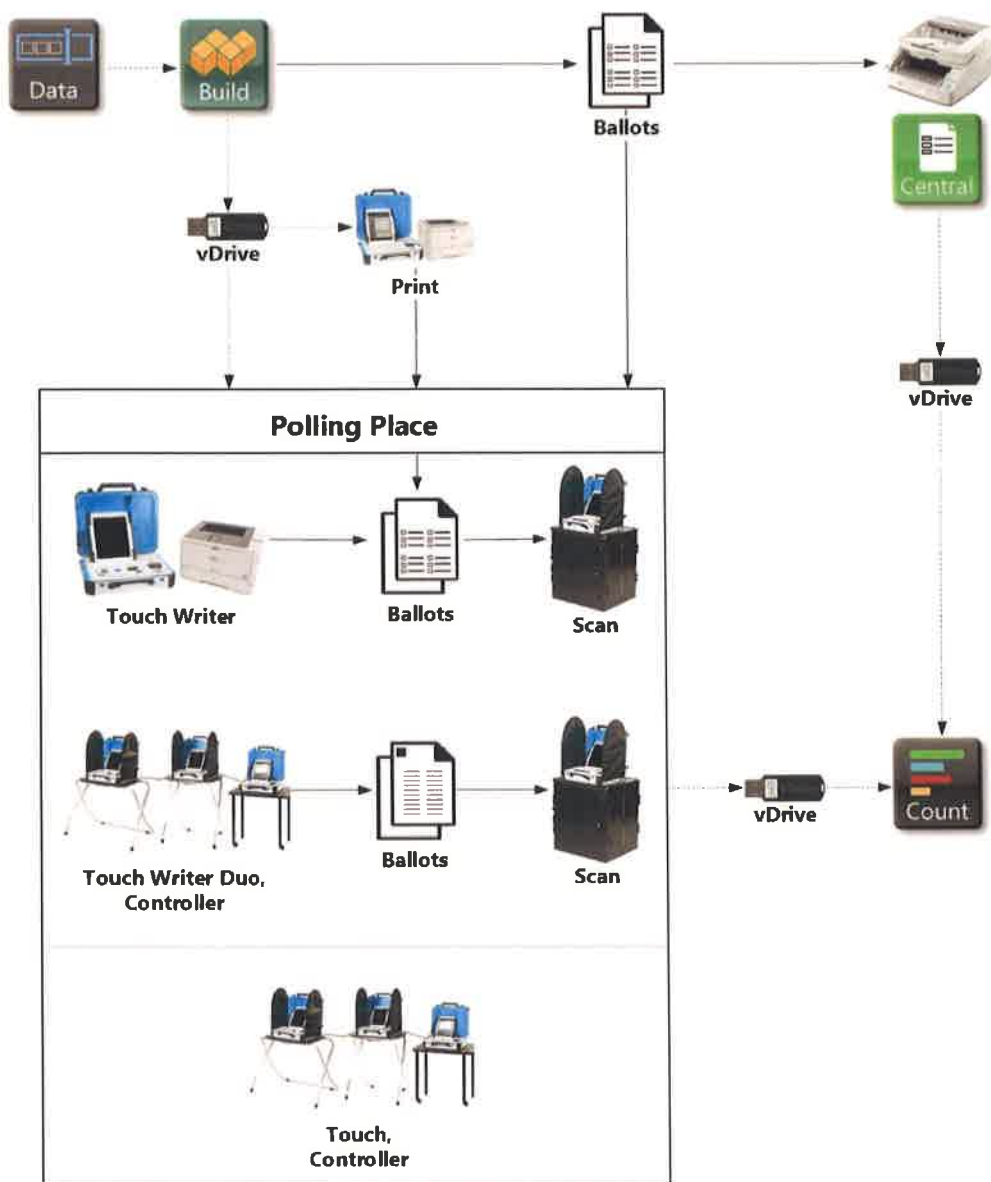 Data
Build
Ballots
Central
vDrive
Print
vDrive
Polling Place
Touch Writer
Ballots
Scan
Touch Writer Duo,
Controller
Ballots
Scan
vDrive
Count
Touch,
Controller